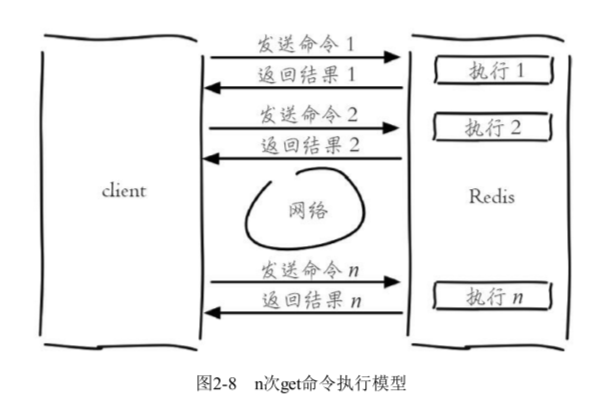 发送命令 1
执行 1
返回结果 1
发送命令 2
执行 2
返回结果 2
client
网络
Redis
发送命令 n
执行 n
返回结果 n
图2-8 n次get命令执行模型